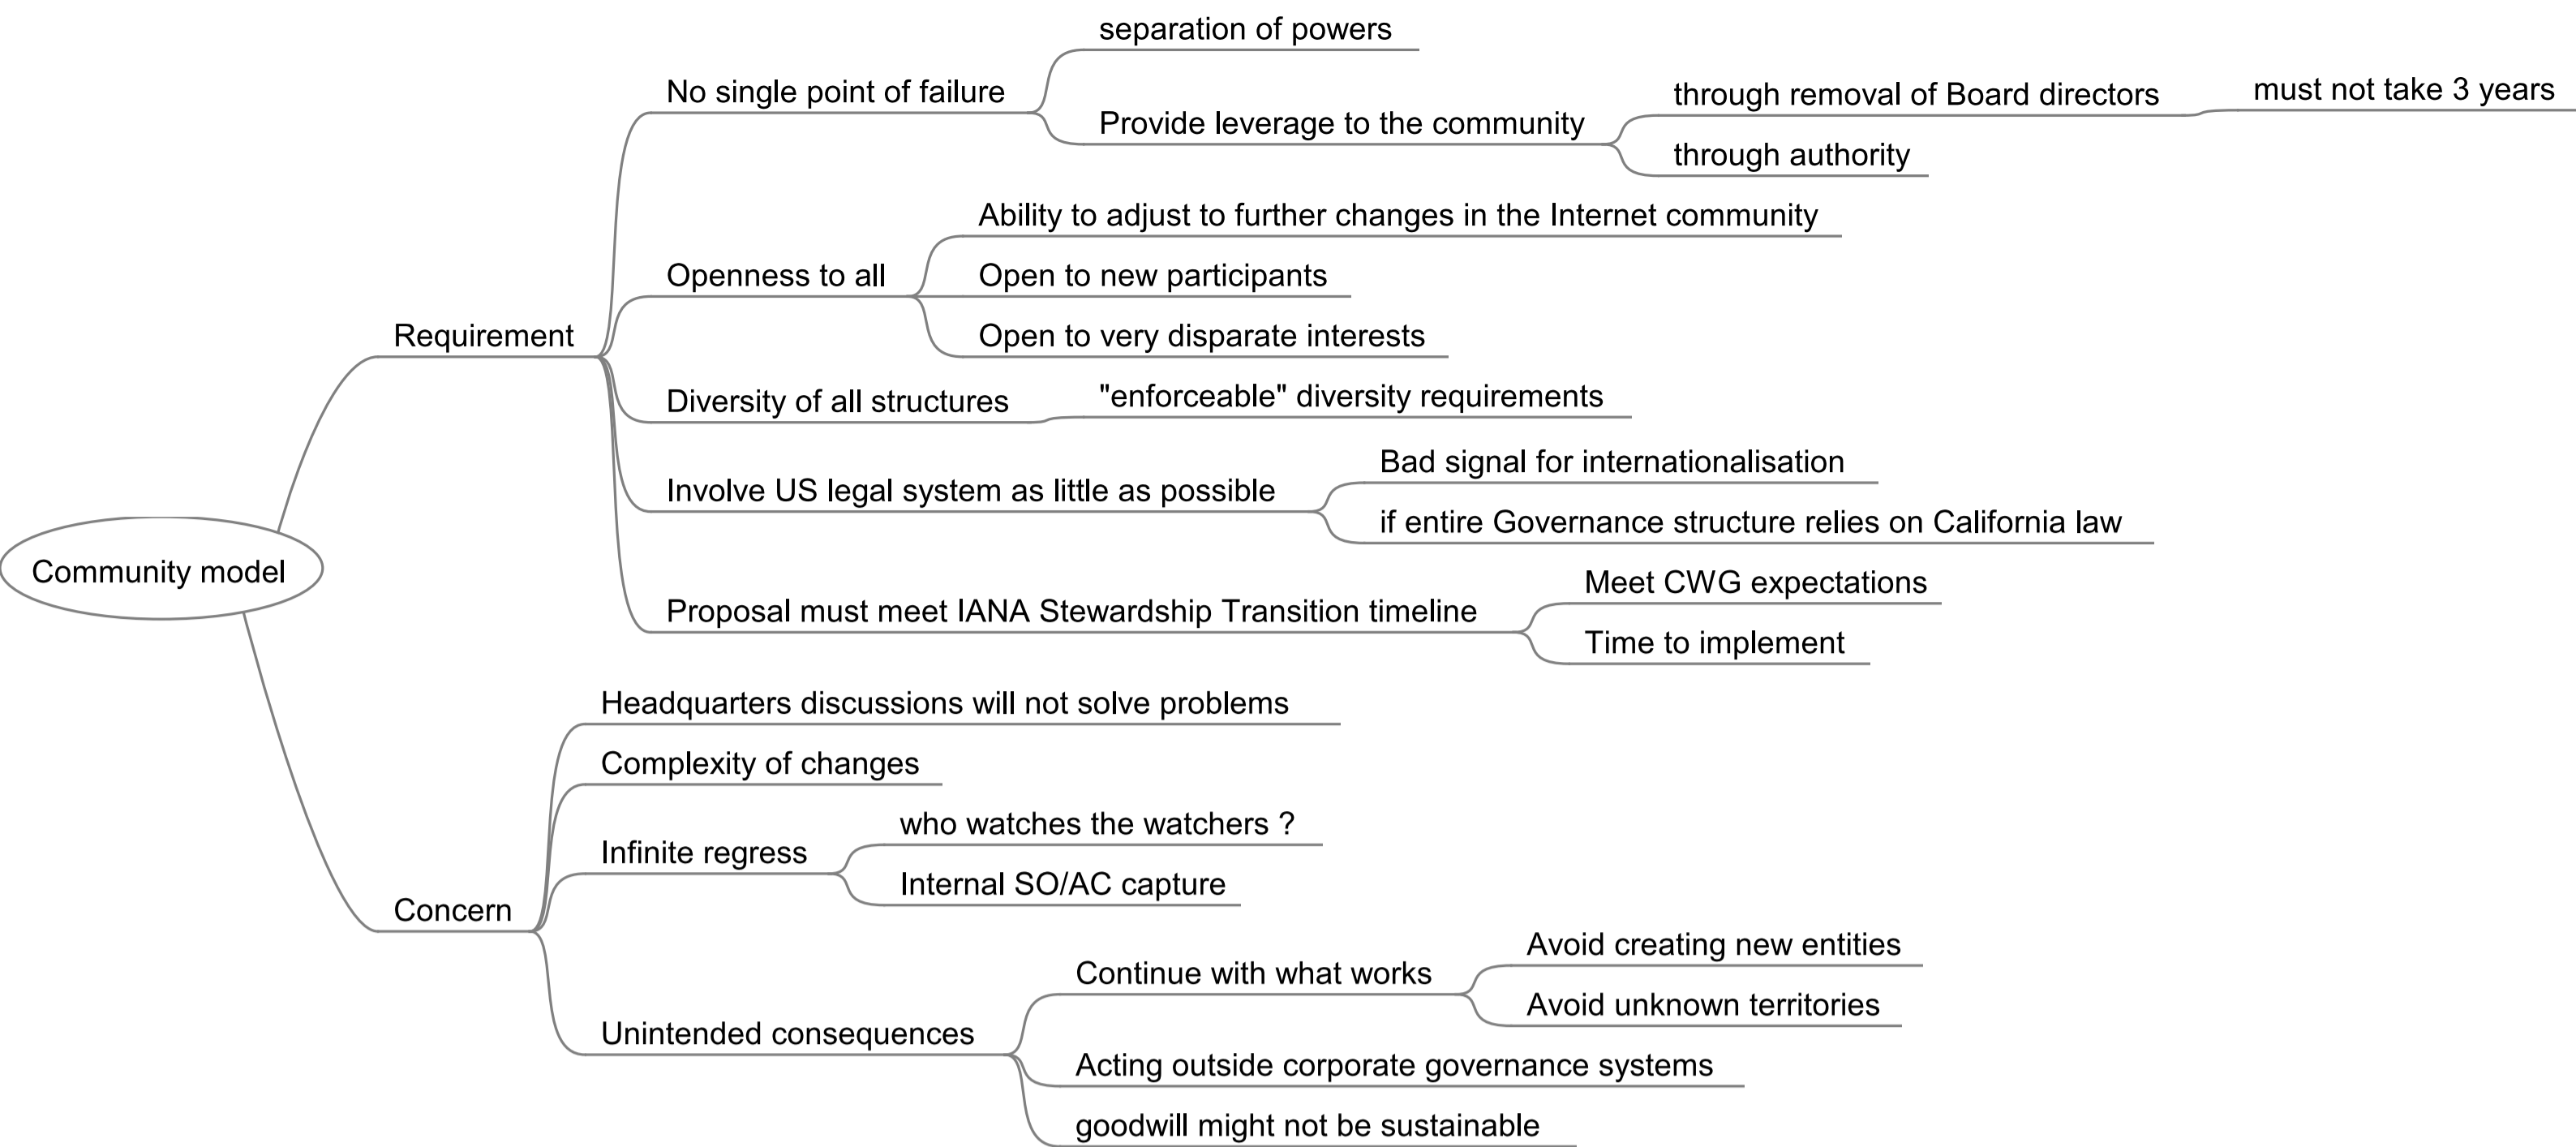 Community model
Requirement
No single point of failure
separation of powers
Provide leverage to the community
through removal of Board directors
must not take 3 years
through authority
Openness to all
Ability to adjust to further changes in the Internet community
Open to new participants
Open to very disparate interests
Diversity of all structures
"enforceable" diversity requirements
Involve US legal system as little as possible
Bad signal for internationalisation
if entire Governance structure relies on California law
Proposal must meet IANA Stewardship Transition timeline
Meet CWG expectations
Time to implement
Concern
Headquarters discussions will not solve problems
Complexity of changes
Infinite regress
who watches the watchers ?
Internal SO/AC capture
Unintended consequences
Continue with what works
Avoid creating new entities
Avoid unknown territories
Acting outside corporate governance systems
goodwill might not be sustainable